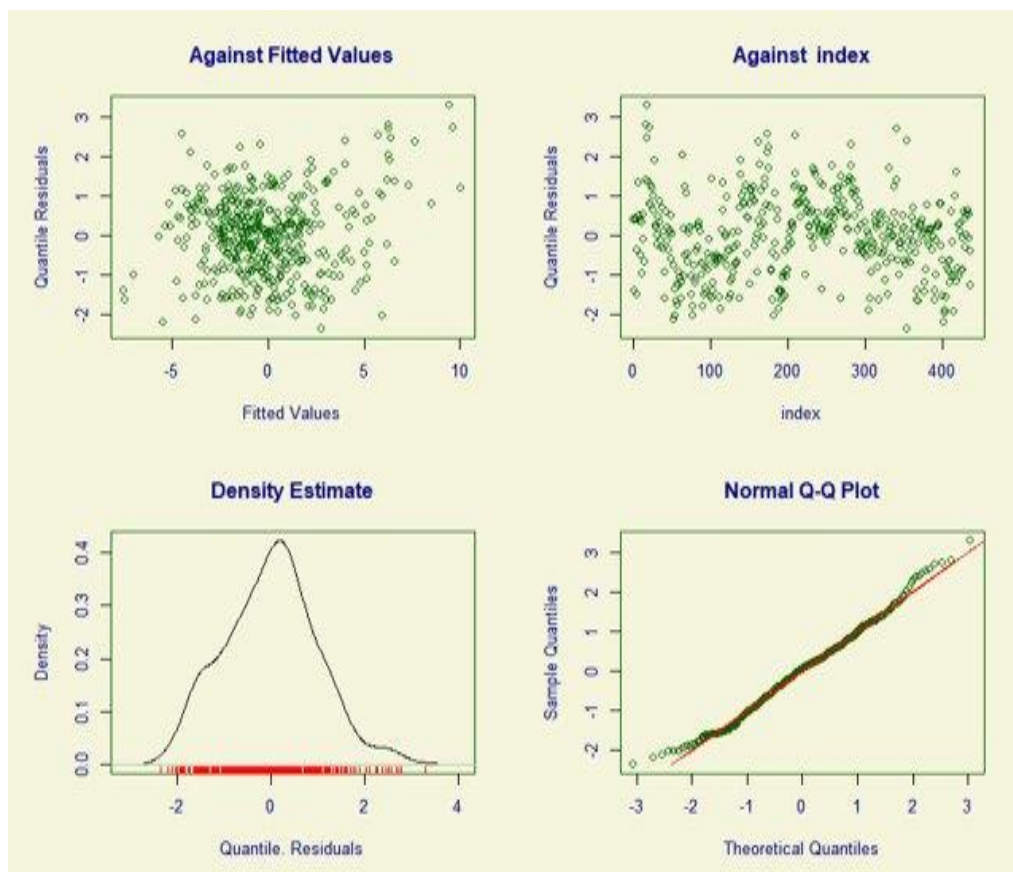 Against Fitted Values
Quantile Residuals
3
2
1
0
-1
-2
-5 0 5 10
Fitted Values
Against index
Quantile Residuals
3
2
1
0
-1
-2
0 100 200 300 400
index
Density Estimate
Density
0.4
0.3
0.2
0.1
0.0
-2 0 2 4
Quantile. Residuals
Normal Q-Q Plot
Sample Quantiles
3
2
1
0
-1
-2
-3 -2 -1 0 1 2 3
Theoretical Quantiles